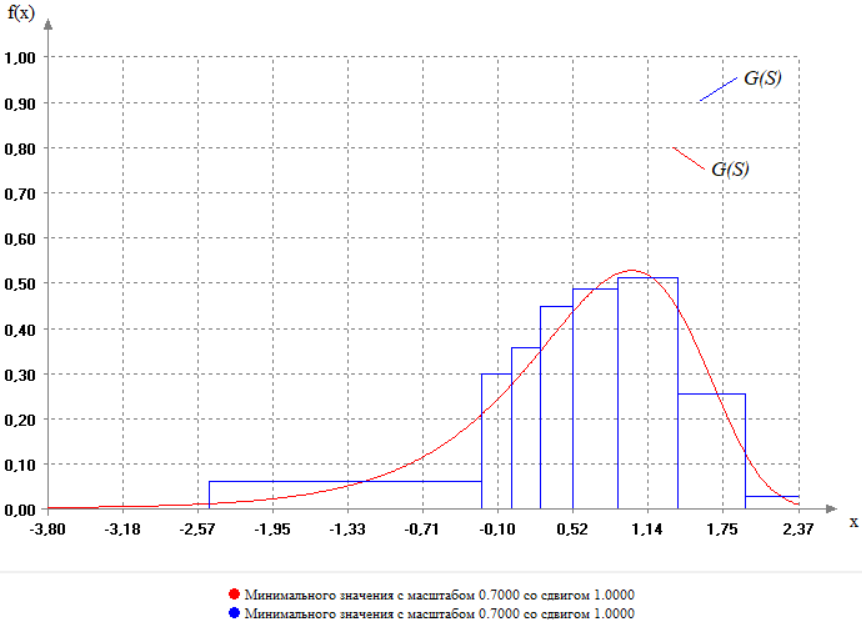 f(x)
1,00
0,90
G(S)
0,80
G(S)
0,70
0,60
0,50
0,40
0,30
0,20
0,10
0,00
-3,80 -3,18 -2,57 -1,95 -1,33 -0,71 -0,10 0,52 1,14 1,75 2,37
x
Минимального значения с масштабом 0.7000 со сдвигом 1.0000
Минимального значения с масштабом 0.7000 со сдвигом 1.0000